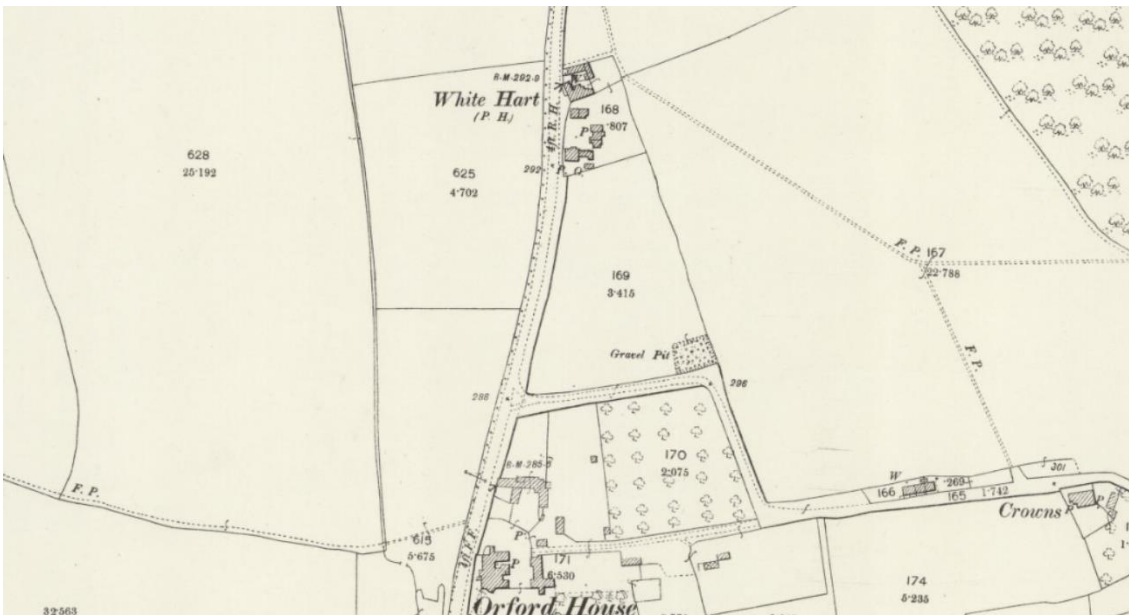 B.M.292.9
White Hart
(P. H.)
4ft R.H.
168
.807
P
292
P. O.
628
25.192
625
4.702
F. P.
167
22.788
169
3.415
F. P.
Gravel Pit
296
286
170
2.075
B.M.285.5
W
301
166
.269
165
1.742
Crowns
P
P
F. P.
615
5.675
P
P
171
6.530
174
5.235
Orford House
32.563